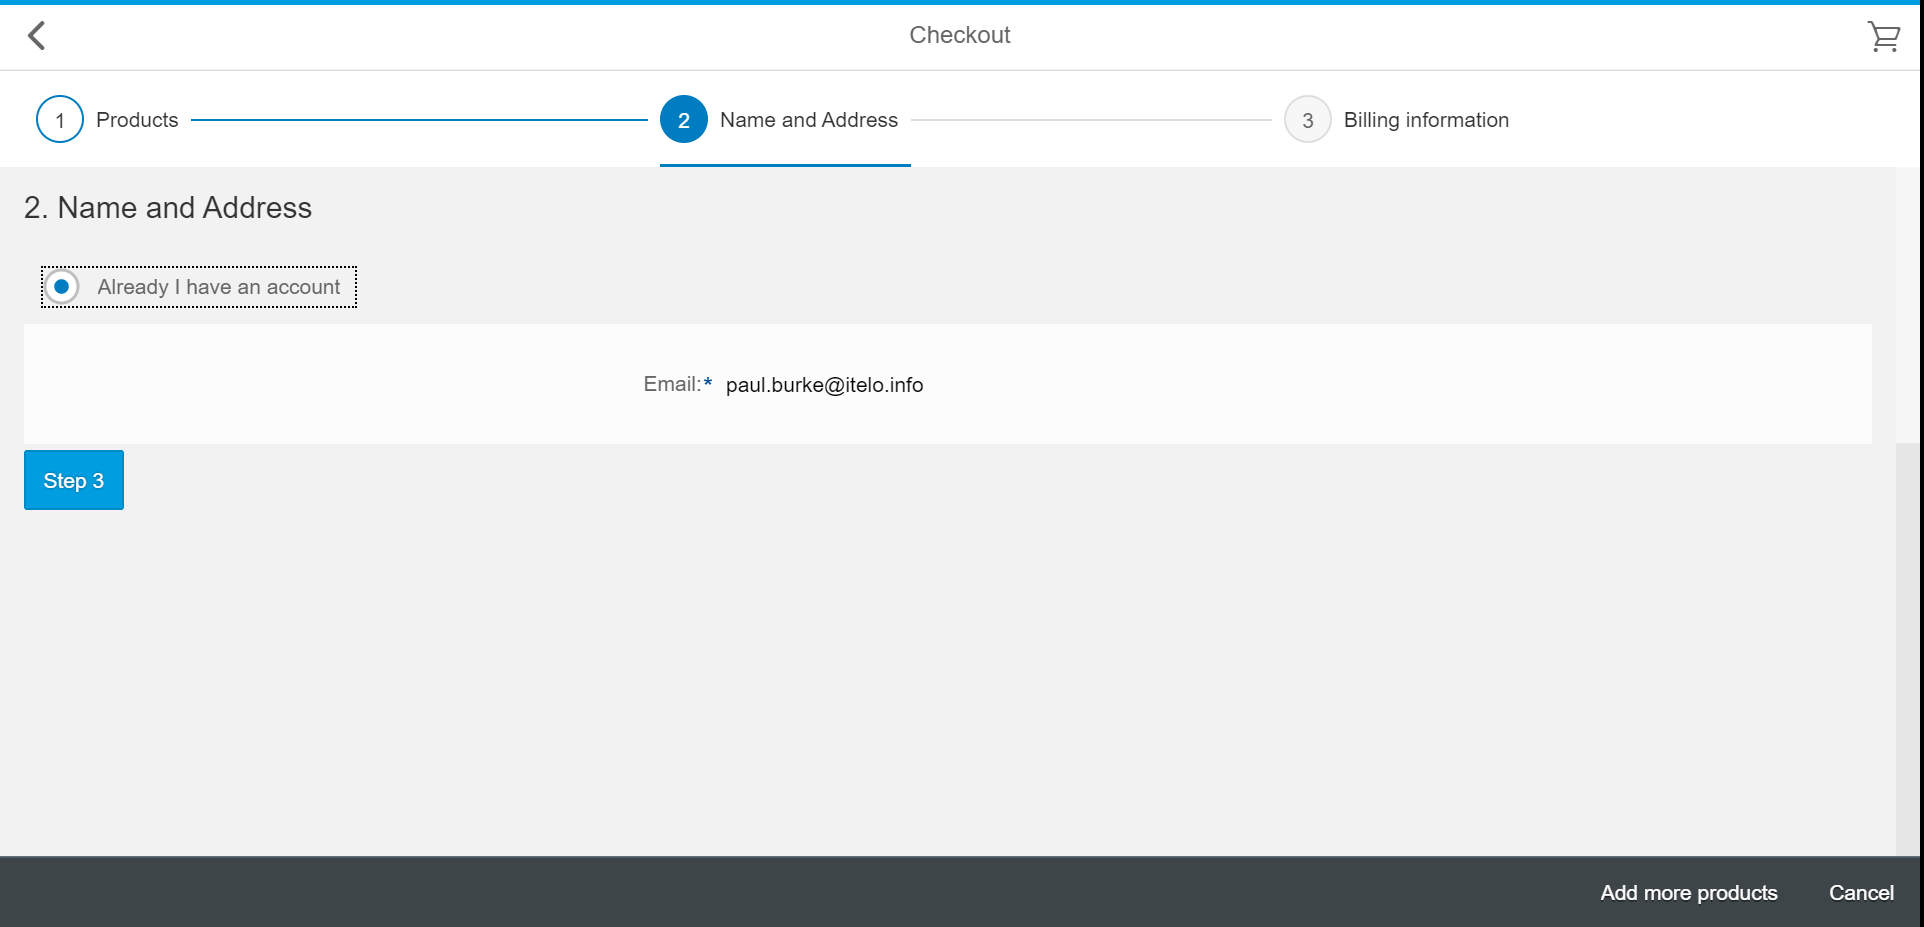 Checkout
1 Products 2 Name and Address 3 Billing information
2. Name and Address
Already I have an account
Email:* paul.burke@itelo.info
Step 3
Add more products Cancel